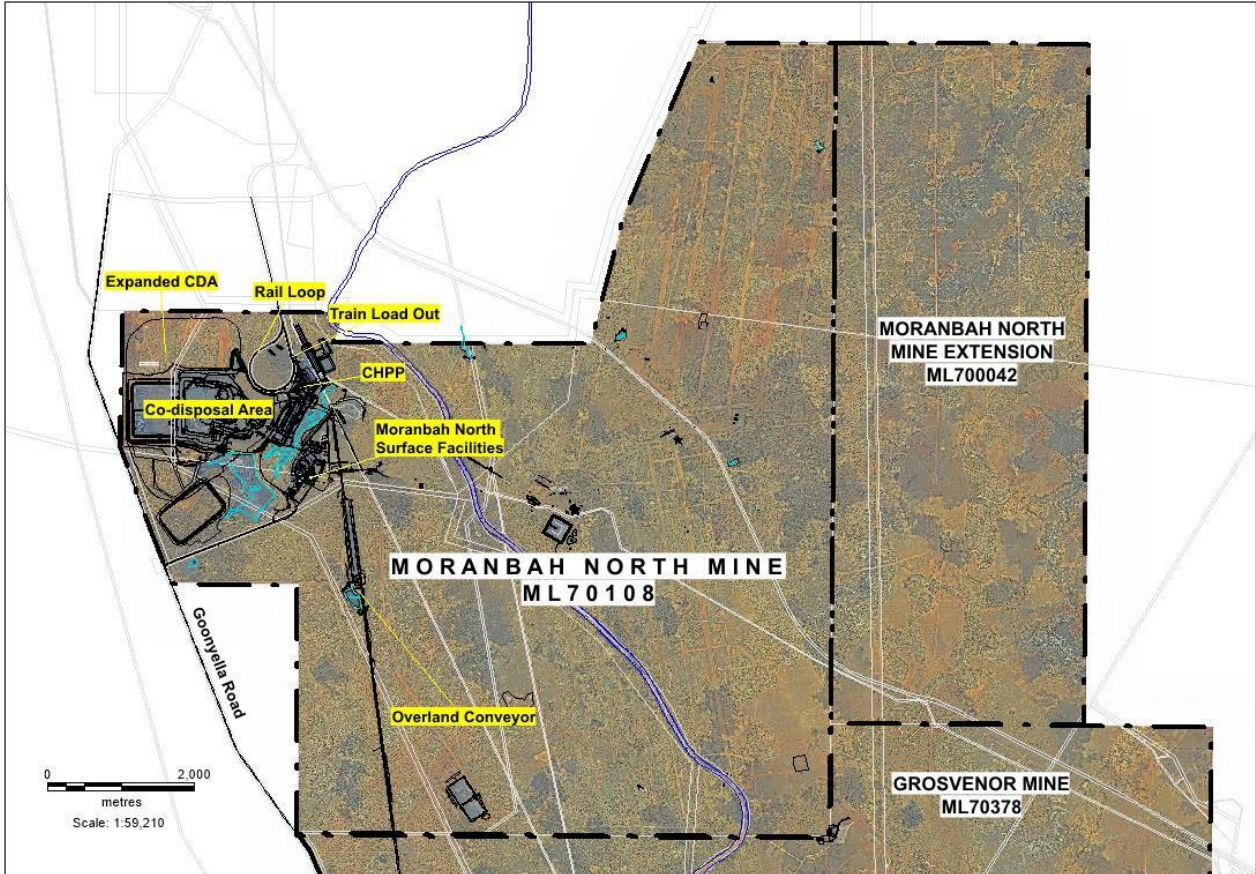 Expanded CDA
Rail Loop
Train Load Out
CHPP
Co-disposal Area
Moranbah North
Surface Facilities
MORANBAH NORTH
MINE EXTENSION
ML700042
MORANBAH NORTH MINE
ML70108
Goonyella Road
Overland Conveyor
GROSVENOR MINE
ML70378
0 2,000
metres
Scale: 1:59,210